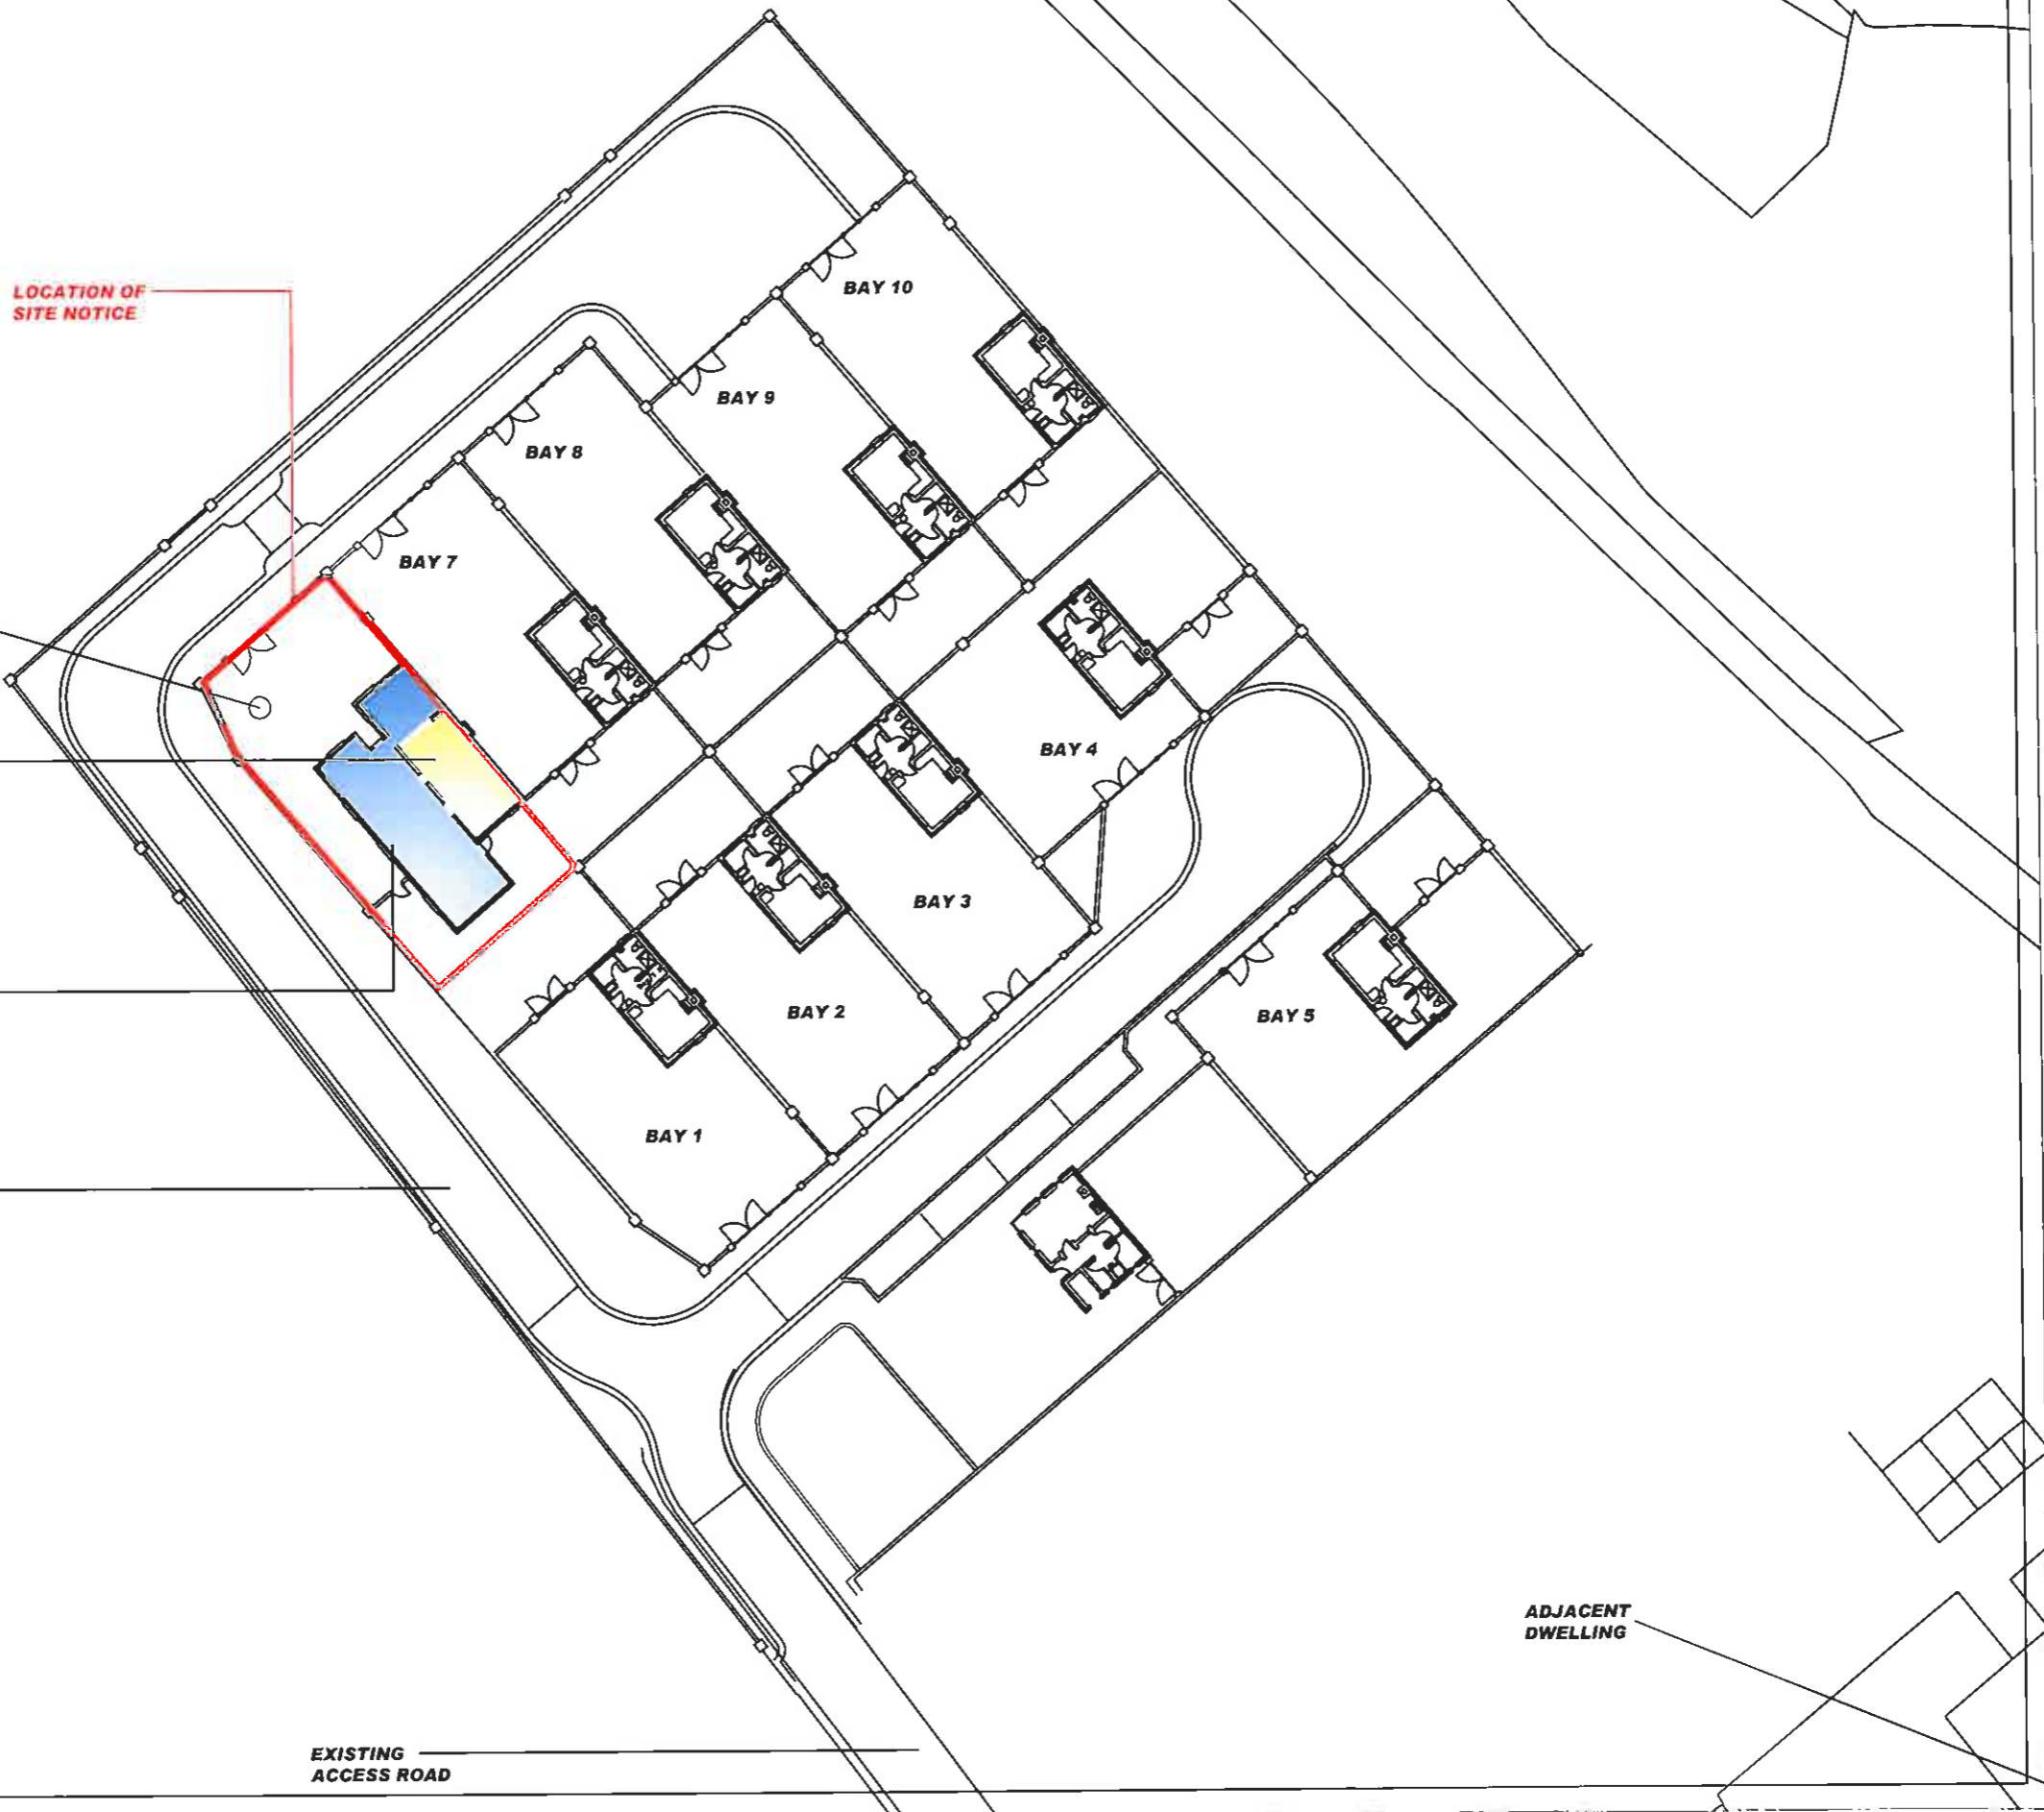 BAY 10
LOCATION OF
SITE NOTICE
BAY 9
BAY 8
BAY 7
BAY 4
BAY 3
BAY 2
BAY 5
BAY 1
ADJACENT
DWELLING
EXISTING
ACCESS ROAD